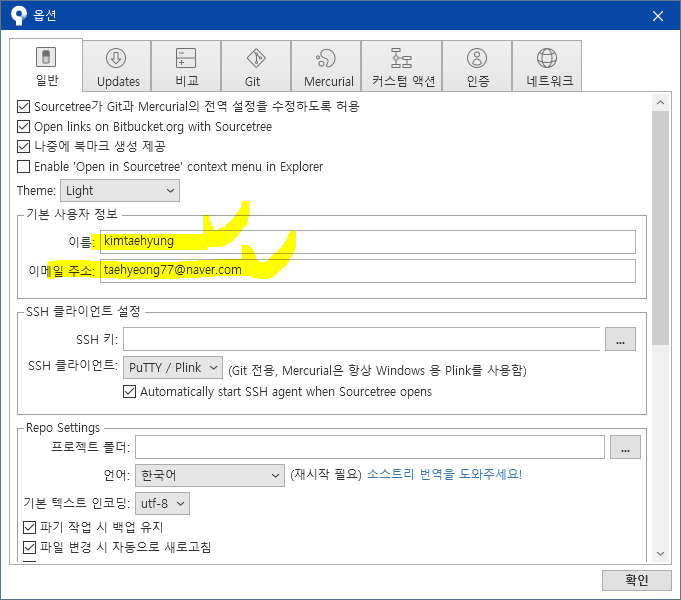 옵션
일반
Updates
비교
Git
Mercurial
커스텀 액션
인증
네트워크
Sourcetree가 Git과 Mercurial의 전역 설정을 수정하도록 허용
Open links on Bitbucket.org with Sourcetree
나중에 북마크 생성 제공
Enable 'Open in Sourcetree' context menu in Explorer
Theme: Light
기본 사용자 정보
이름: kimtaehyung
이메일 주소: taehyeong77@naver.com
SSH 클라이언트 설정
SSH 키: ...
SSH 클라이언트: PuTTY / Plink (Git 전용, Mercurial은 항상 Windows 용 Plink를 사용함)
Automatically start SSH agent when Sourcetree opens
Repo Settings
프로젝트 폴더: ...
언어: 한국어 (재시작 필요) 소스트리 번역을 도와주세요!
기본 텍스트 인코딩: utf-8
파기 작업 시 백업 유지
파일 변경 시 자동으로 새로고침
확인